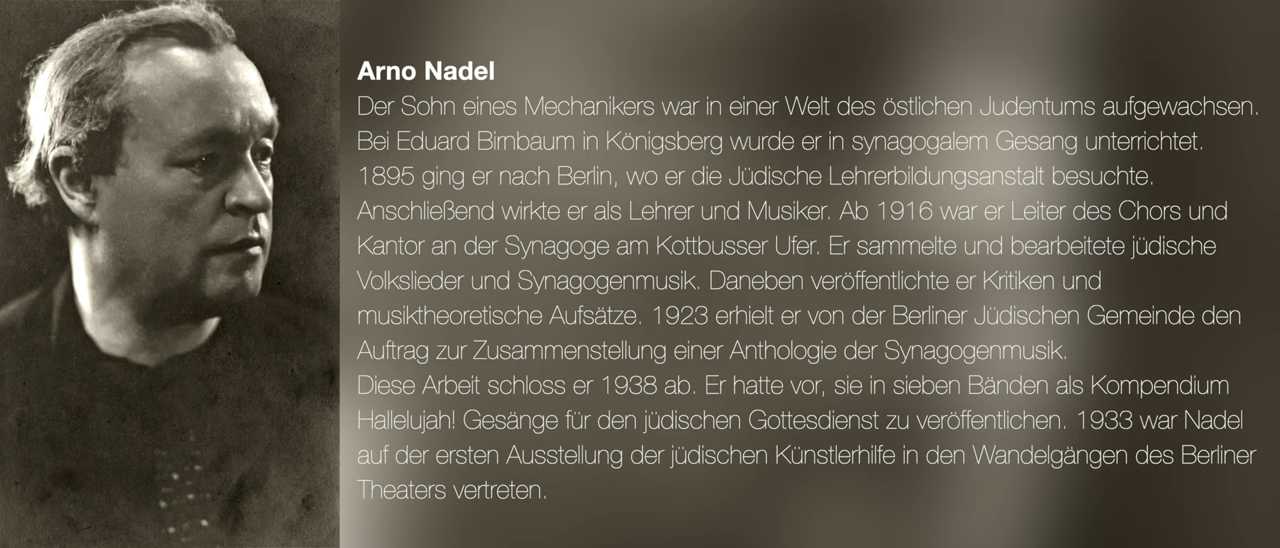 Arno Nadel
Der Sohn eines Mechanikers war in einer Welt des östlichen Judentums aufgewachsen.
Bei Eduard Birnbaum in Königsberg wurde er in synagogalem Gesang unterrichtet.
1895 ging er nach Berlin, wo er die Jüdische Lehrerbildungsanstalt besuchte.
Anschließend wirkte er als Lehrer und Musiker. Ab 1916 war er Leiter des Chors und
Kantor an der Synagoge am Kottbusser Ufer. Er sammelte und bearbeitete jüdische
Volkslieder und Synagogenmusik. Daneben veröffentlichte er Kritiken und
musiktheoretische Aufsätze. 1923 erhielt er von der Berliner Jüdischen Gemeinde den
Auftrag zur Zusammenstellung einer Anthologie der Synagogenmusik.
Diese Arbeit schloss er 1938 ab. Er hatte vor, sie in sieben Bänden als Kompendium
Hallelujah! Gesänge für den jüdischen Gottesdienst zu veröffentlichen. 1933 war Nadel
auf der ersten Ausstellung der jüdischen Künstlerhilfe in den Wandelgängen des Berliner
Theaters vertreten.